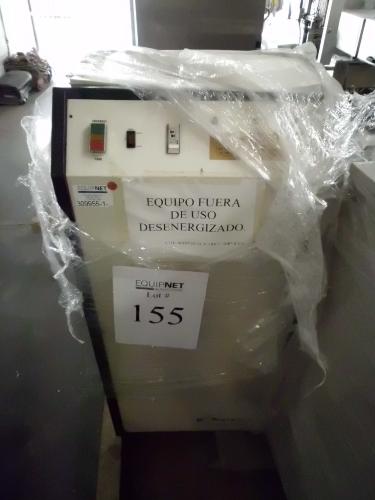 EQUIPNET
309955-1-
EQUIPO FUERA
DE USO
DESENERGIZADO.
EQUIPNET
Lot #
155